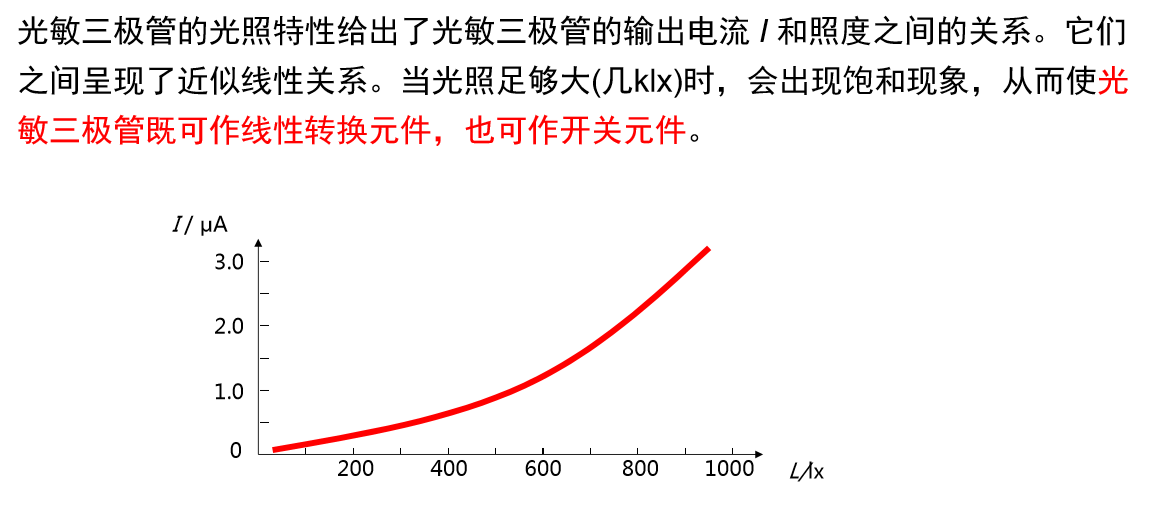 光敏三极管的光照特性给出了光敏三极管的输出电流 I 和照度之间的关系。它们
之间呈现了近似线性关系。当光照足够大(几klx)时，会出现饱和现象，从而使光
敏三极管既可作线性转换元件，也可作开关元件。
I / μA
3.0
2.0
1.0
0
200 400 600 800 1000
L/lx